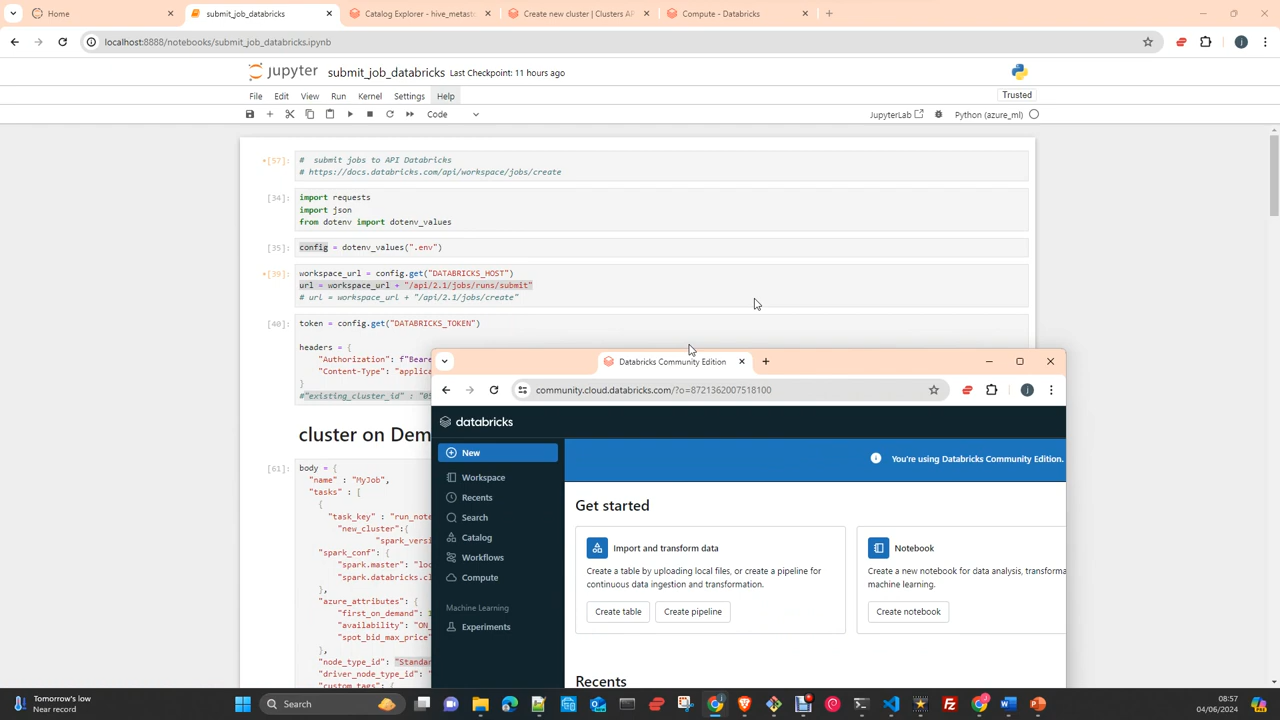 Home
submit_job_databricks
Catalog Explorer - hive_metast
Create new cluster | Clusters AP
Compute - Databricks
localhost:8888/notebooks/submit_job_databricks.ipynb
jupyter submit_job_databricks Last Checkpoint: 11 hours ago
File Edit View Run Kernel Settings Help
Trusted
Code
JupyterLab
Python (azure_ml)
*[57]:
# submit jobs to API Databricks
# https://docs.databricks.com/api/workspace/jobs/create
[34]:
import requests
import json
from dotenv import dotenv_values
[35]:
config = dotenv_values(".env")
*[39]:
workspace_url = config.get("DATABRICKS_HOST")
url = workspace_url + "/api/2.1/jobs/runs/submit"
# url = workspace_url + "/api/2.1/jobs/create"
[40]:
token = config.get("DATABRICKS_TOKEN")
headers = {
"Authorization": f"Beare
"Content-Type": "applica
}
#"existing_cluster_id" : "05
cluster on Dem
[61]:
body = {
"name" : "MyJob",
"tasks" : [
{
"task_key" : "run_note
"new_cluster":{
"spark_versi
"spark_conf": {
"spark.master": "loc
"spark.databricks.cl
},
"azure_attributes": {
"first_on_demand": 1
"availability": "ON_
"spot_bid_max_price"
},
"node_type_id": "Standar
"driver_node_type_id":
"custom_tags": {
Databricks Community Edition
community.cloud.databricks.com/?o=8721362007518100
databricks
New
Workspace
Recents
Search
Catalog
Workflows
Compute
Machine Learning
Experiments
You're using Databricks Community Edition.
Get started
Import and transform data
Create a table by uploading local files, or create a pipeline for
continuous data ingestion and transformation.
Create table
Create pipeline
Notebook
Create a new notebook for data analysis, transforma
machine learning.
Create notebook
Recents
Tomorrow's low
Near record
Search
08:57
04/06/2024